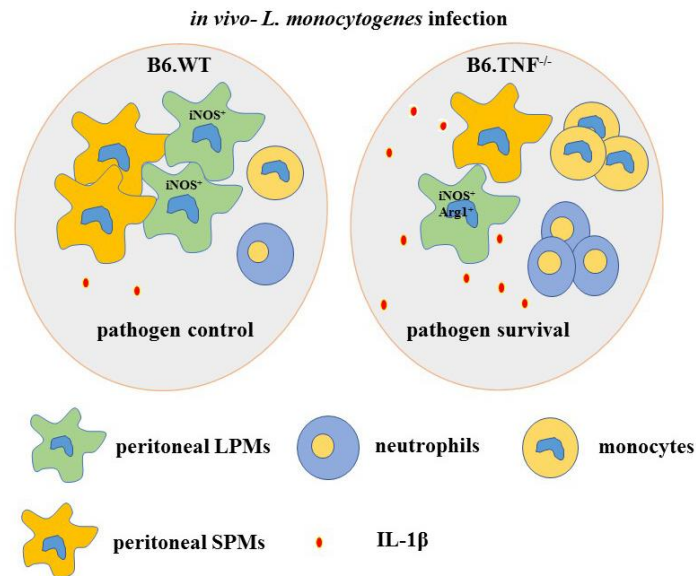 in vivo- L. monocytogenes infection
B6.WT
B6.TNF-/-
iNOS+
iNOS+
iNOS+
Arg1+
pathogen control
pathogen survival
peritoneal LPMs
neutrophils
monocytes
peritoneal SPMs
IL-1β